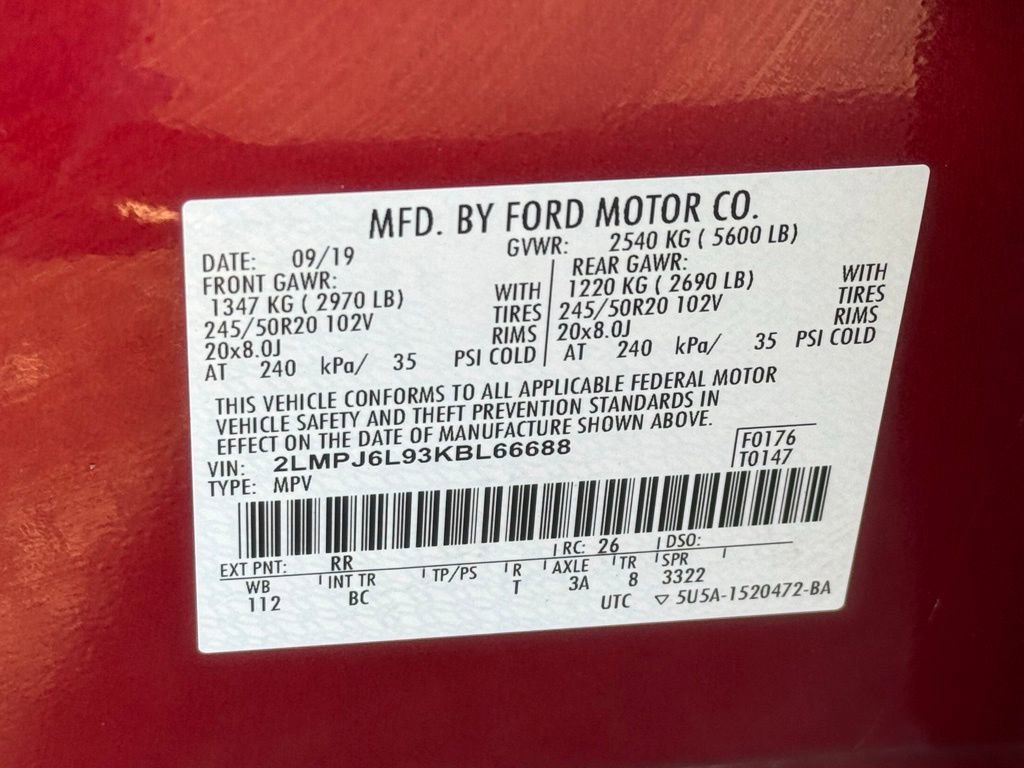 MFD. BY FORD MOTOR CO.
DATE: 09/19 GVWR: 2540 KG ( 5600 LB)
FRONT GAWR: REAR GAWR:
1347 KG ( 2970 LB) WITH 1220 KG ( 2690 LB) WITH
245/50R20 102V TIRES 245/50R20 102V TIRES
20x8.0J RIMS 20x8.0J RIMS
AT 240 kPa/ 35 PSI COLD AT 240 kPa/ 35 PSI COLD
THIS VEHICLE CONFORMS TO ALL APPLICABLE FEDERAL MOTOR
VEHICLE SAFETY AND THEFT PREVENTION STANDARDS IN
EFFECT ON THE DATE OF MANUFACTURE SHOWN ABOVE.
VIN: 2LMPJ6L93KBL66688 F0176
TYPE: MPV T0147
EXT PNT: RR RC: 26 DSO:
WB INT TR TP/PS R AXLE TR SPR
112 BC T 3A 8 3322
UTC ▽ 5U5A-1520472-BA